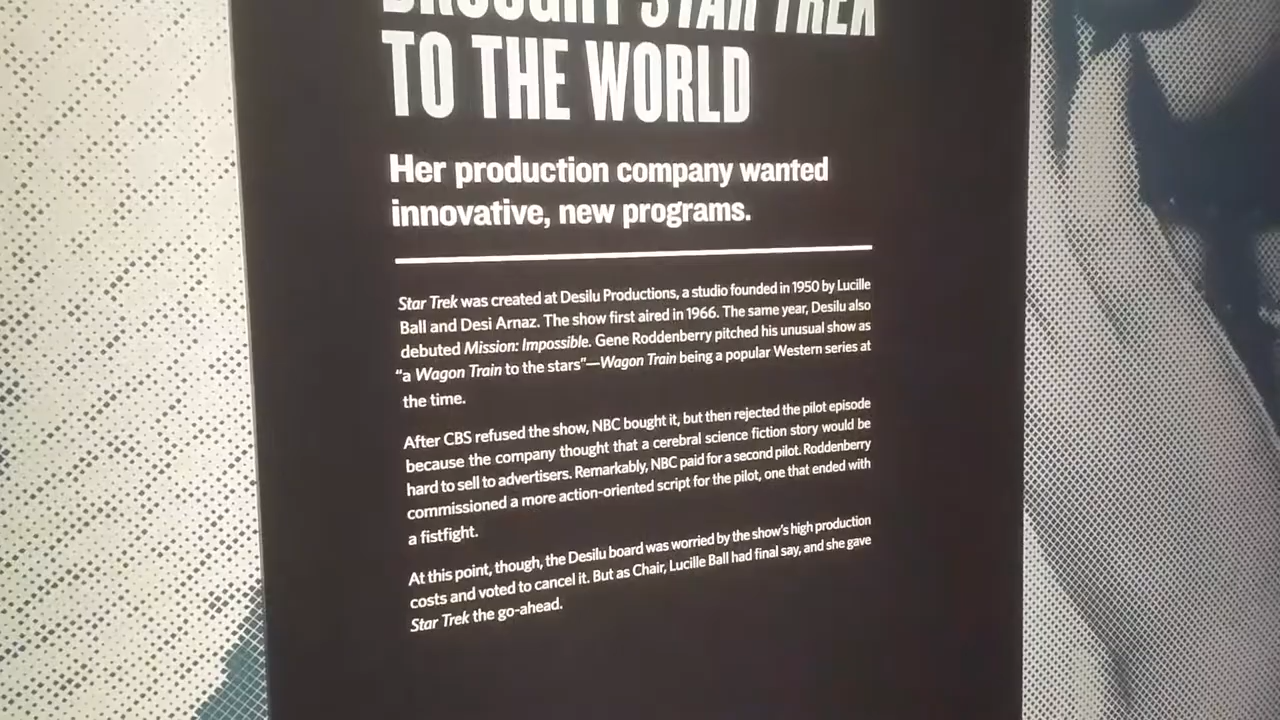 BROUGHT STAR TREK
TO THE WORLD
Her production company wanted
innovative, new programs.
Star Trek was created at Desilu Productions, a studio founded in 1950 by Lucille
Ball and Desi Arnaz. The show first aired in 1966. The same year, Desilu also
debuted Mission: Impossible. Gene Roddenberry pitched his unusual show as
“a Wagon Train to the stars”—Wagon Train being a popular Western series at
the time.
After CBS refused the show, NBC bought it, but then rejected the pilot episode
because the company thought that a cerebral science fiction story would be
hard to sell to advertisers. Remarkably, NBC paid for a second pilot. Roddenberry
commissioned a more action-oriented script for the pilot, one that ended with
a fistfight.
At this point, though, the Desilu board was worried by the show’s high production
costs and voted to cancel it. But as Chair, Lucille Ball had final say, and she gave
Star Trek the go-ahead.